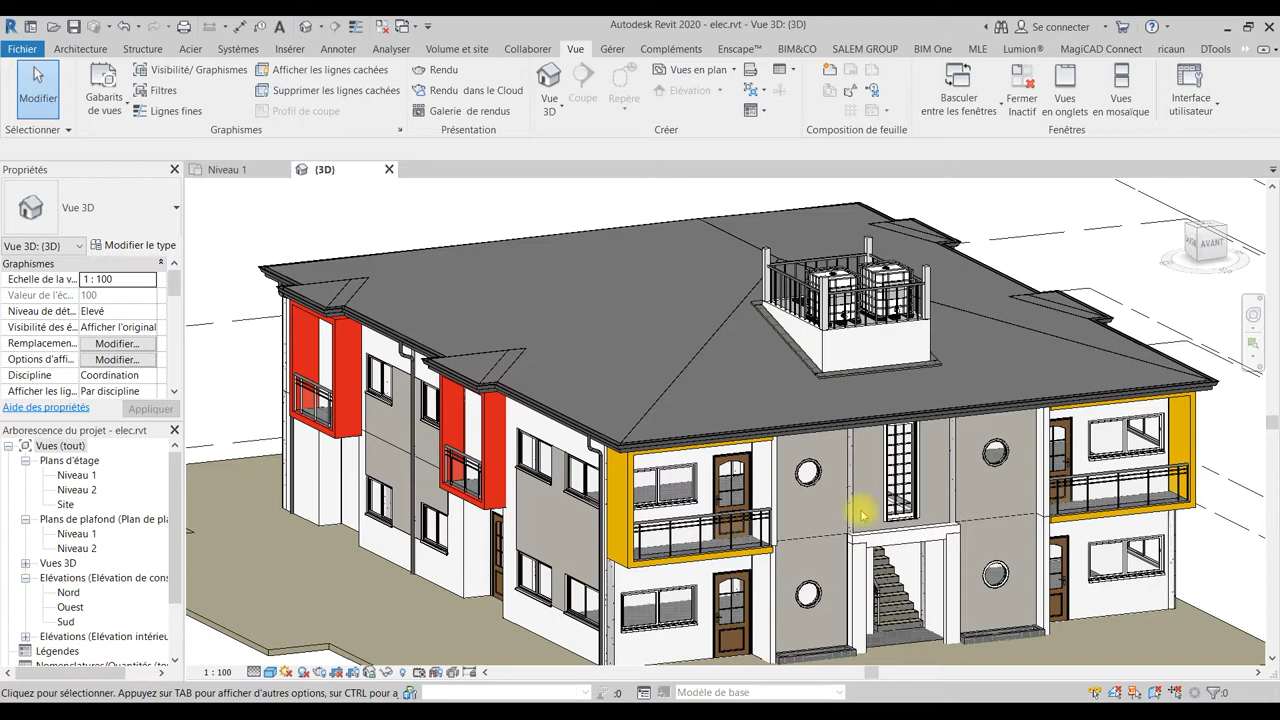 Autodesk Revit 2020 - elec.rvt - Vue 3D: {3D}
Se connecter
Fichier Architecture Structure Acier Systèmes Insérer Annoter Analyser Volume et site Collaborer Vue Gérer Compléments Enscape™ BIM&CO SALEM GROUP BIM One MLE Lumion® MagiCAD Connect ricaun DTools
Modifier
Gabarits de vues
Visibilité/ Graphismes
Filtres
Lignes fines
Afficher les lignes cachées
Supprimer les lignes cachées
Profil de coupe
Rendu
Rendu dans le Cloud
Galerie de rendus
Vue 3D
Coupe
Repère
Vues en plan
Elévation
Basculer entre les fenêtres
Fermer Inactif
Vues en onglets
Vues en mosaïque
Interface utilisateur
Sélectionner Graphismes Présentation Créer Composition de feuille Fenêtres
Propriétés
Niveau 1
{3D}
Vue 3D
Vue 3D: {3D} Modifier le type
Graphismes
Echelle de la v... 1 : 100
Valeur de l'éc... 100
Niveau de dét... Elevé
Visibilité des é... Afficher l'original
Remplacemen... Modifier...
Options d'affi... Modifier...
Discipline Coordination
Afficher les lig... Par discipline
Aide des propriétés Appliquer
Arborescence du projet - elec.rvt
Vues (tout)
Plans d'étage
Niveau 1
Niveau 2
Site
Plans de plafond (Plan de pla
Niveau 1
Niveau 2
Vues 3D
Elévations (Elévation de cons
Nord
Ouest
Sud
Elévations (Elévation intérieu
Légendes
Nomenclatures/Quantités (tou
AVANT
1 : 100
Cliquez pour sélectionner. Appuyez sur TAB pour afficher d'autres options, sur CTRL pour a
:0
Modèle de base
:0